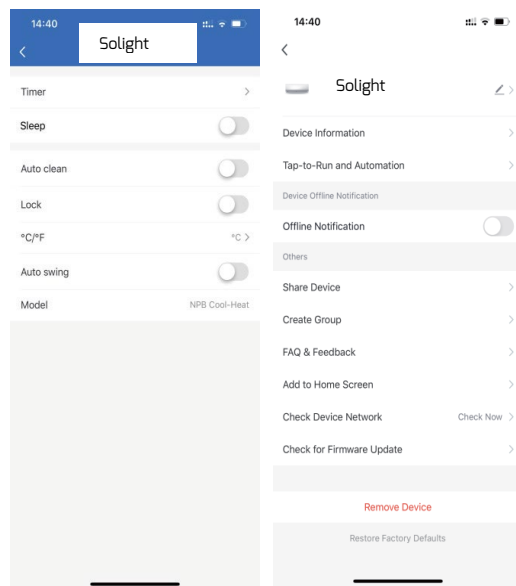 14:40
Solight
Timer
Sleep
Auto clean
Lock
°C/°F °C
Auto swing
Model NPB Cool-Heat
14:40
Solight
Device Information
Tap-to-Run and Automation
Device Offline Notification
Offline Notification
Others
Share Device
Create Group
FAQ & Feedback
Add to Home Screen
Check Device Network Check Now
Check for Firmware Update
Remove Device
Restore Factory Defaults